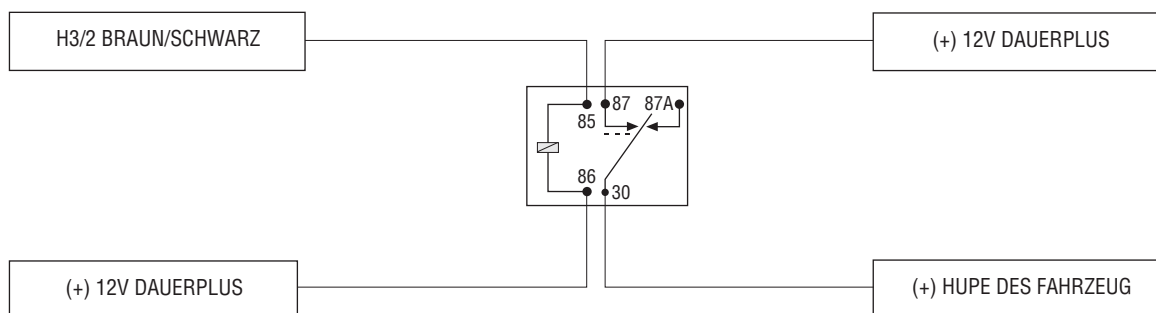 H3/2 BRAUN/SCHWARZ
(+) 12V DAUERPLUS
87 87A
85
86
30
(+) 12V DAUERPLUS
(+) HUPE DES FAHRZEUG